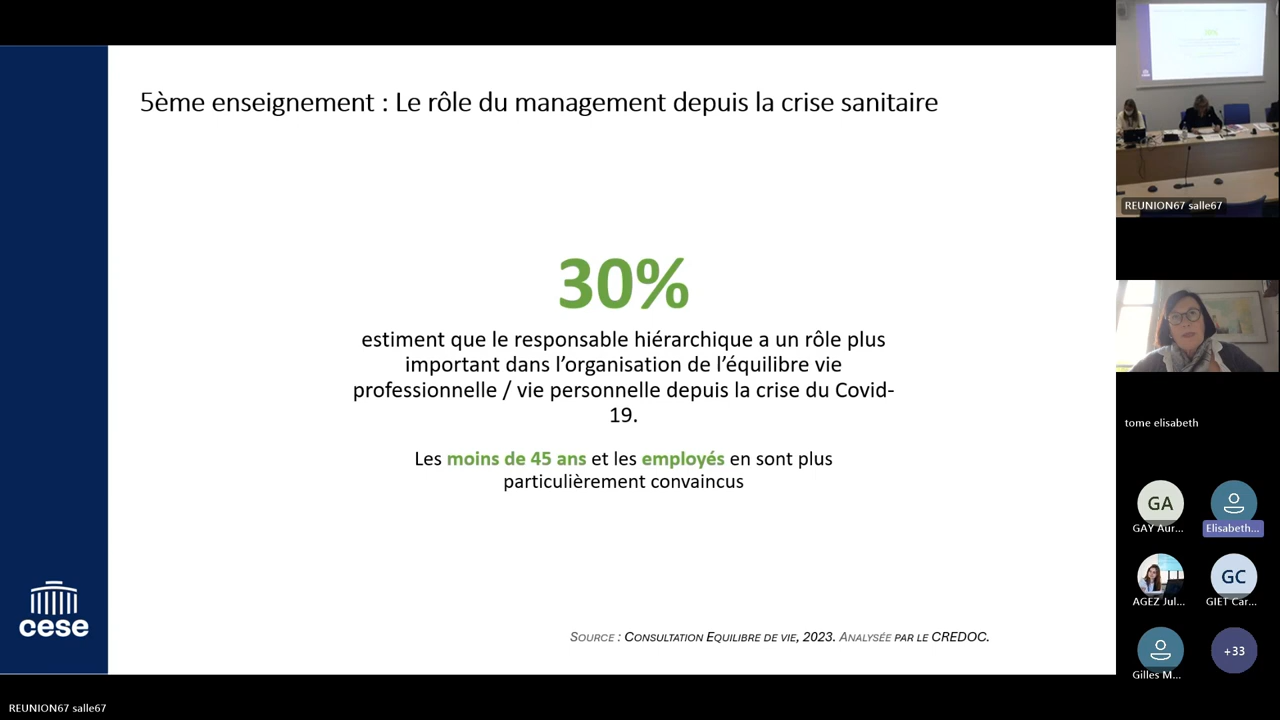 5ème enseignement : Le rôle du management depuis la crise sanitaire
30%
estiment que le responsable hiérarchique a un rôle plus
important dans l’organisation de l’équilibre vie
professionnelle / vie personnelle depuis la crise du Covid-
19.
Les moins de 45 ans et les employés en sont plus
particulièrement convaincus
cese
Source : Consultation Equilibre de vie, 2023. Analysée par le CREDOC.
REUNION67 salle67
30%
REUNION67 salle67
tome elisabeth
GA
GAY Aur...
Elisabeth...
AGEZ Jul...
GC
GIET Car...
Gilles M...
+33